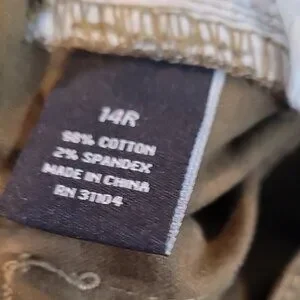 14R
98% COTTON
2% SPANDEX
MADE IN CHINA
RN 31104